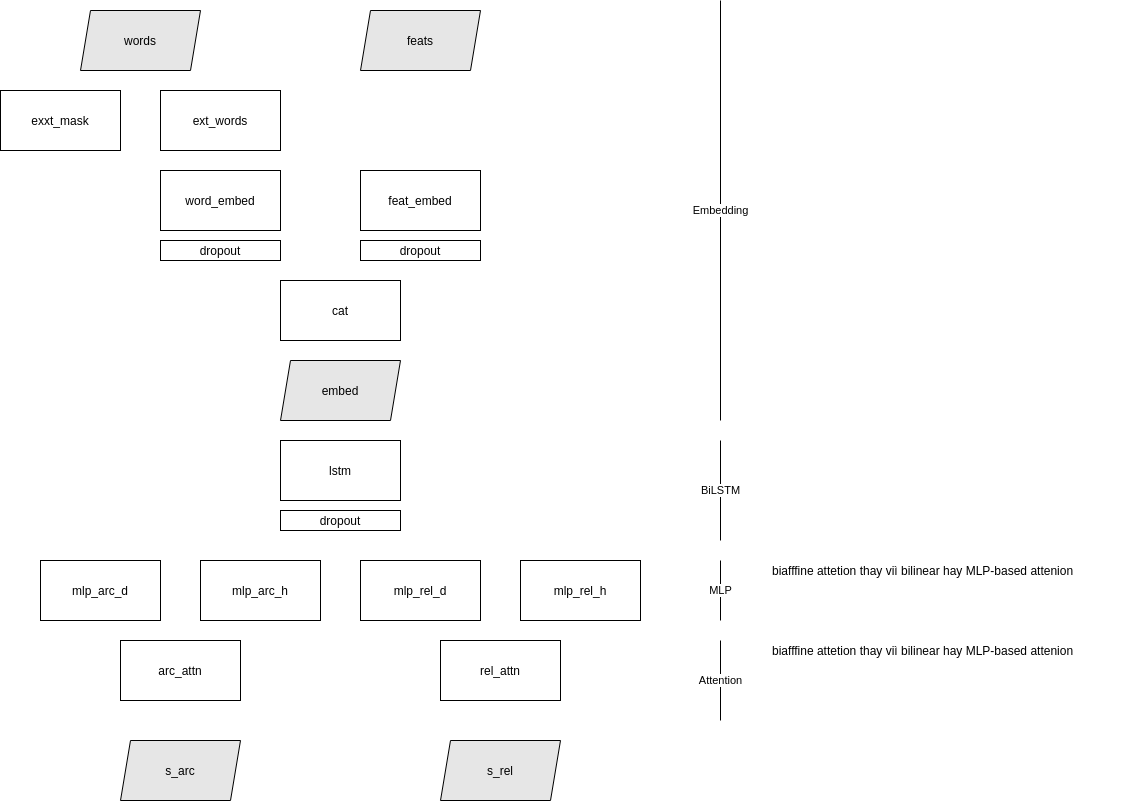 words
feats
exxt_mask
ext_words
word_embed
feat_embed
Embedding
dropout
dropout
cat
embed
lstm
BiLSTM
dropout
mlp_arc_d
mlp_arc_h
mlp_rel_d
mlp_rel_h
MLP
biafffine attetion thay viì bilinear hay MLP-based attenion
arc_attn
rel_attn
Attention
biafffine attetion thay viì bilinear hay MLP-based attenion
s_arc
s_rel